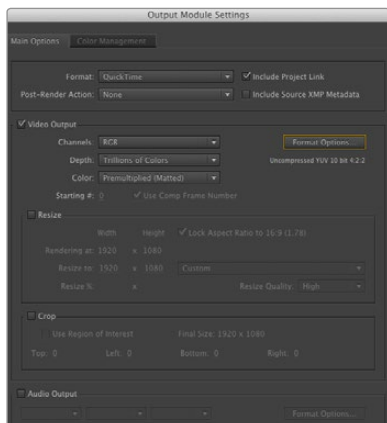 Output Module Settings
Main Options Color Management
Format: QuickTime Include Project Link
Post-Render Action: None Include Source XMP Metadata
Video Output
Channels: RGB Format Options...
Depth: Trillions of Colors Uncompressed YUV 10 bit 4:2:2
Color: Premultiplied (Matted)
Starting #: 0 Use Comp Frame Number
Resize
Width Height Lock Aspect Ratio to 16:9 (1.78)
Rendering at: 1920 x 1080
Resize to: 1920 x 1080 Custom
Resize %: x Resize Quality: High
Crop
Use Region of Interest Final Size: 1920 x 1080
Top: 0 Left: 0 Bottom: 0 Right: 0
Audio Output
Format Options...